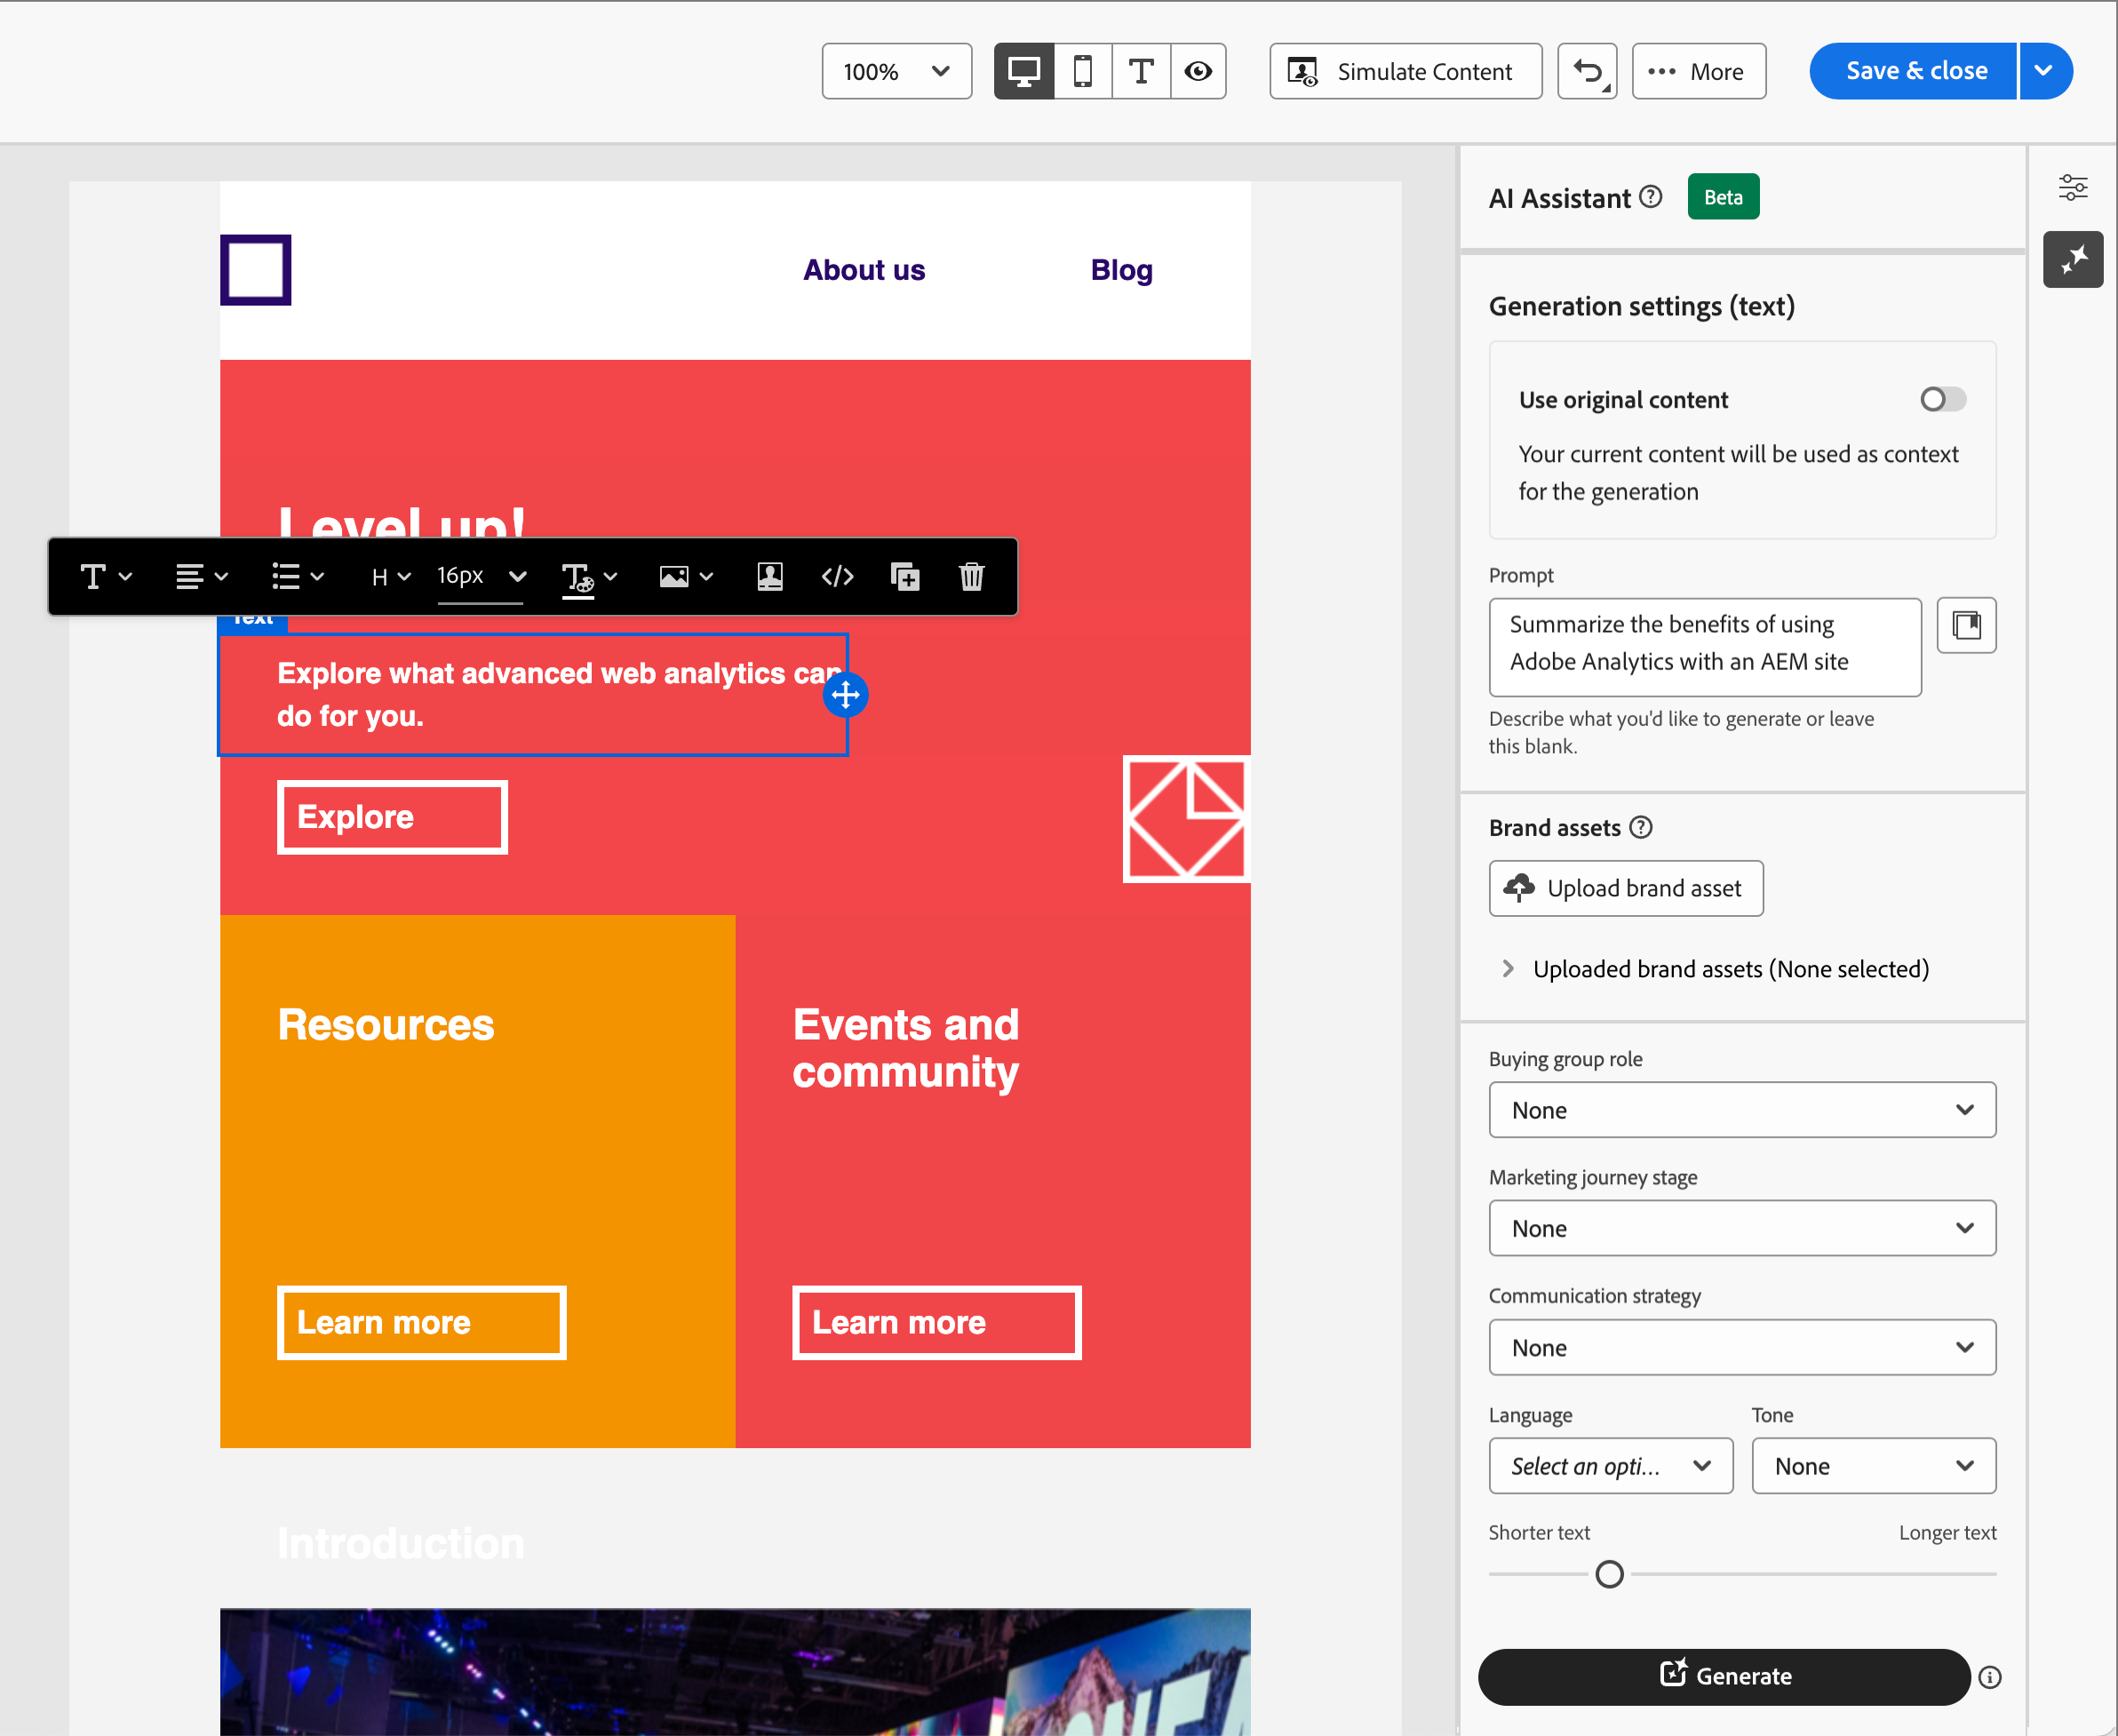 100%
Simulate Content
More
Save & close
About us
Blog
Level up!
H
16px
Text
Explore what advanced web analytics can
do for you.
Explore
Resources
Events and
community
Learn more
Learn more
Introduction
AI Assistant
Beta
Generation settings (text)
Use original content
Your current content will be used as context
for the generation
Prompt
Summarize the benefits of using
Adobe Analytics with an AEM site
Describe what you'd like to generate or leave
this blank.
Brand assets
Upload brand asset
Uploaded brand assets (None selected)
Buying group role
None
Marketing journey stage
None
Communication strategy
None
Language
Tone
Select an opti...
None
Shorter text
Longer text
Generate